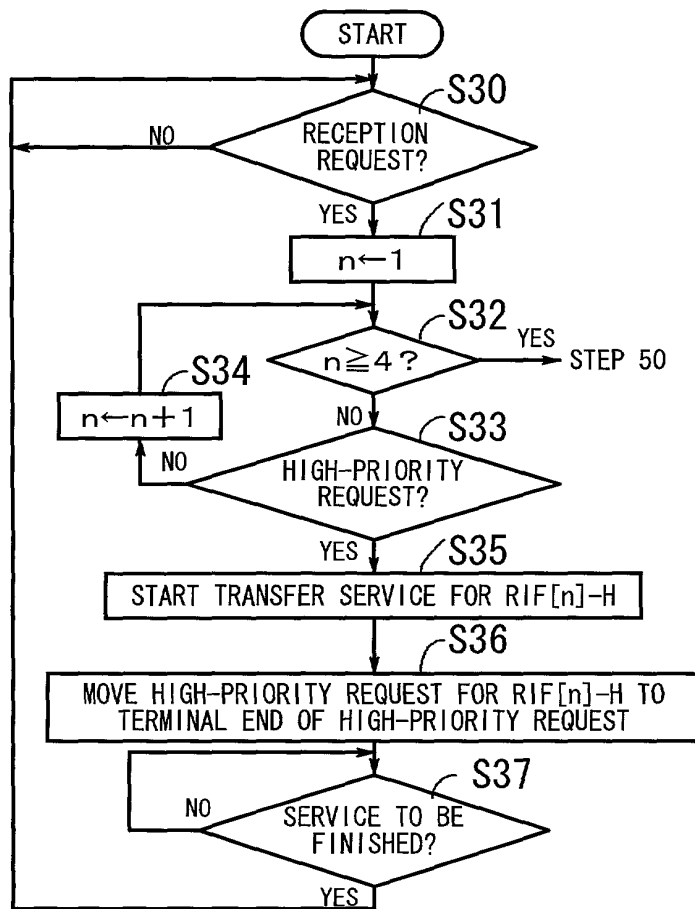 START
S30
NO
RECEPTION
REQUEST?
YES
S31
n←1
S32
n≧4?
YES
STEP 50
S34
n←n+1
NO
S33
NO
HIGH-PRIORITY
REQUEST?
YES
S35
START TRANSFER SERVICE FOR RIF[n]-H
S36
MOVE HIGH-PRIORITY REQUEST FOR RIF[n]-H TO
TERMINAL END OF HIGH-PRIORITY REQUEST
S37
NO
SERVICE TO BE
FINISHED?
YES